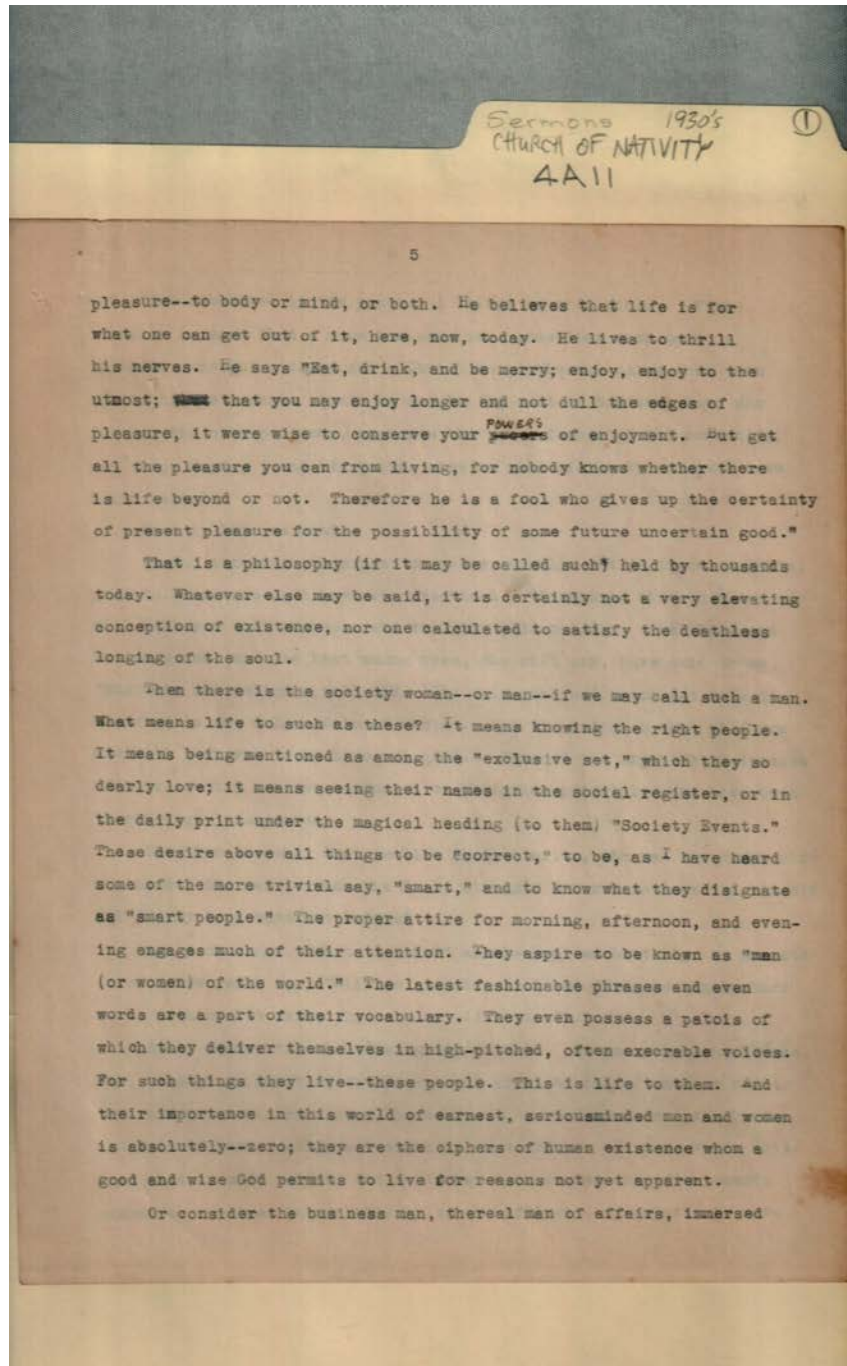 Sermons 1930's ①
CHURCH OF NATIVITY
4A11
5
pleasure--to body or mind, or both. He believes that life is for
what one can get out of it, here, now, today. He lives to thrill
his nerves. He says "Eat, drink, and be merry; enjoy, enjoy to the
utmost; that you may enjoy longer and not dull the edges of
POWERS
pleasure, it were wise to conserve your of enjoyment. But get
all the pleasure you can from living, for nobody knows whether there
is life beyond or not. Therefore he is a fool who gives up the certainty
of present pleasure for the possibility of some future uncertain good."
That is a philosophy (if it may be called such) held by thousands
today. Whatever else may be said, it is certainly not a very elevating
conception of existence, nor one calculated to satisfy the deathless
longing of the soul.
Then there is the society woman--or man--if we may call such a man.
What means life to such as these? It means knowing the right people.
It means being mentioned as among the "exclusive set," which they so
dearly love; it means seeing their names in the social register, or in
the daily print under the magical heading (to them) "Society Events."
These desire above all things to be "correct," to be, as I have heard
some of the more trivial say, "smart," and to know what they disignate
as "smart people." The proper attire for morning, afternoon, and even-
ing engages much of their attention. They aspire to be known as "men
(or women) of the world." The latest fashionable phrases and even
words are a part of their vocabulary. They even possess a patois of
which they deliver themselves in high-pitched, often execrable voices.
For such things they live--these people. This is life to them. And
their importance in this world of earnest, seriousminded men and women
is absolutely--zero; they are the ciphers of human existence whom a
good and wise God permits to live for reasons not yet apparent.
Or consider the business man, thereal man of affairs, immersed